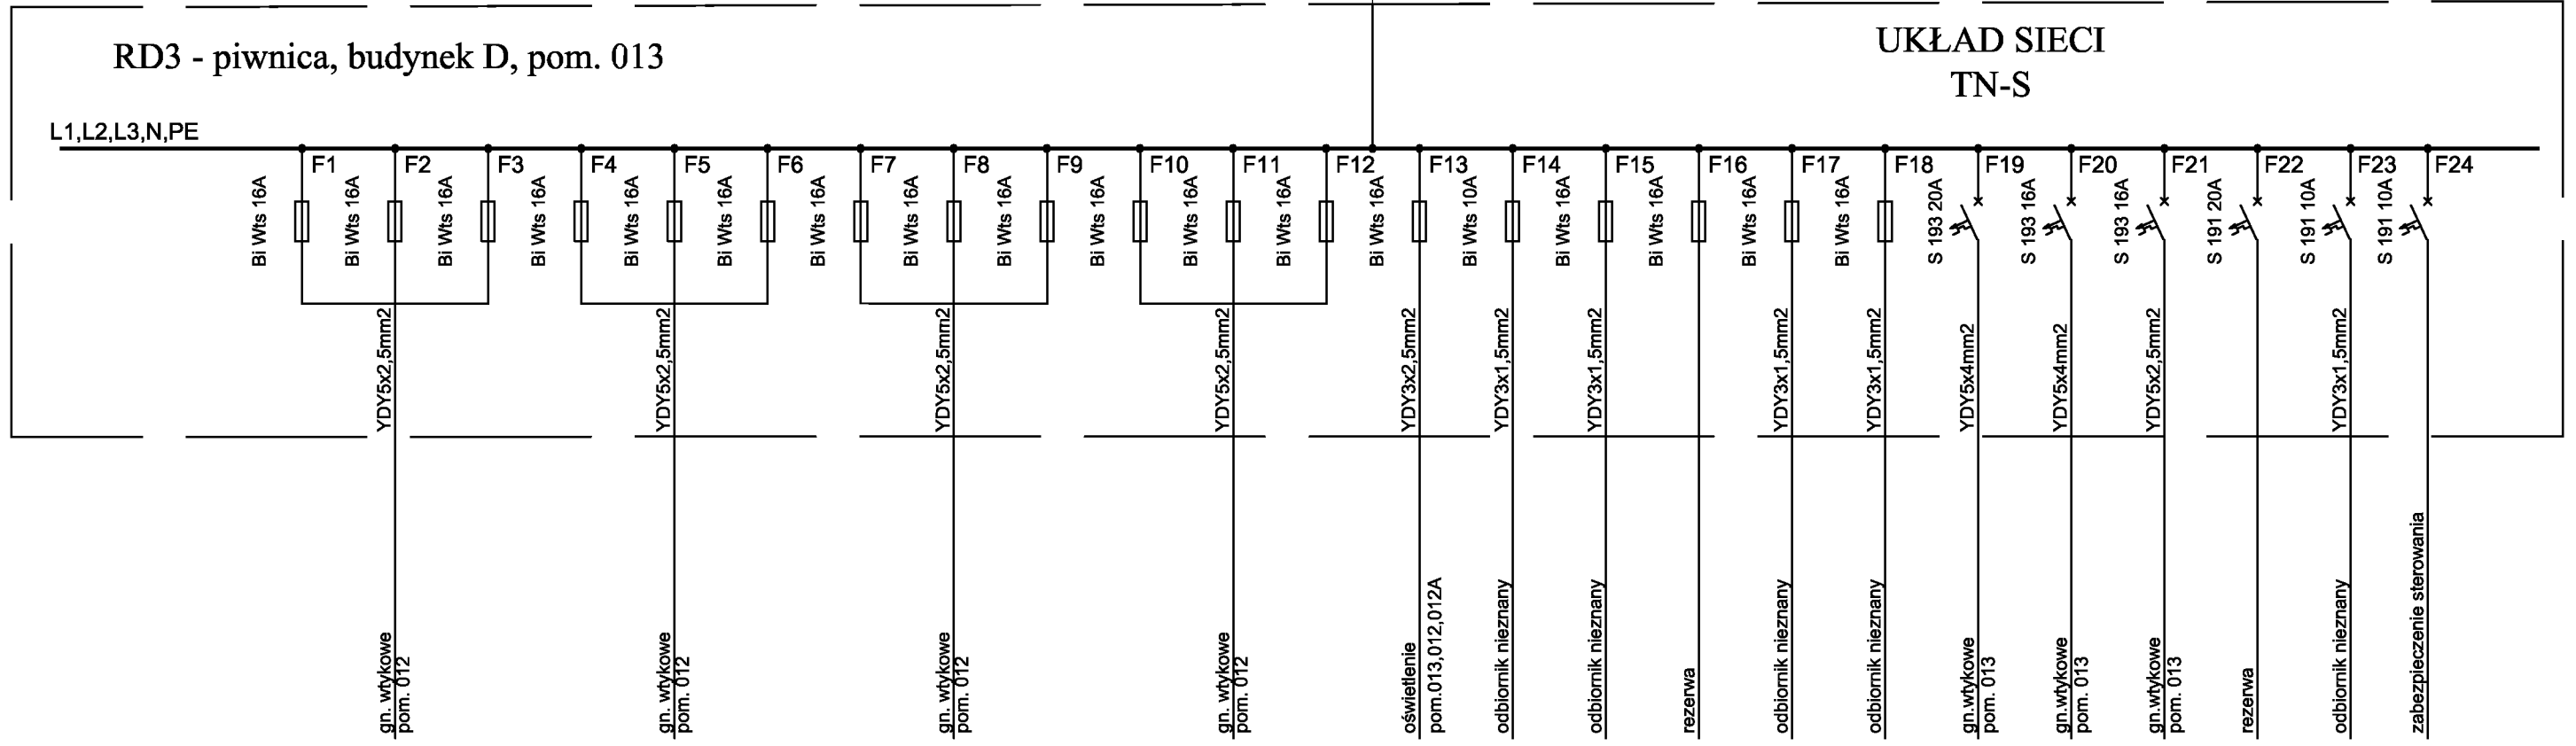 RD3 - piwnica, budynek D, pom. 013
UKŁAD SIECI
TN-S
L1,L2,L3,N,PE
F1
F2
F3
F4
F5
F6
F7
F8
F9
F10
F11
F12
F13
F14
F15
F16
F17
F18
F19
F20
F21
F22
F23
F24
Bi Wts 16A
Bi Wts 16A
Bi Wts 16A
Bi Wts 16A
Bi Wts 16A
Bi Wts 16A
Bi Wts 16A
Bi Wts 16A
Bi Wts 16A
Bi Wts 16A
Bi Wts 16A
Bi Wts 16A
Bi Wts 10A
Bi Wts 16A
Bi Wts 16A
Bi Wts 16A
Bi Wts 16A
Bi Wts 16A
S 193 20A
S 193 16A
S 193 16A
S 191 20A
S 191 10A
S 191 10A
YDY5x2,5mm2
YDY5x2,5mm2
YDY5x2,5mm2
YDY5x2,5mm2
YDY3x2,5mm2
YDY3x1,5mm2
YDY3x1,5mm2
YDY3x1,5mm2
YDY3x1,5mm2
YDY5x4mm2
YDY5x4mm2
YDY5x2,5mm2
YDY3x1,5mm2
gn. wtykowe
pom. 012
gn. wtykowe
pom. 012
gn. wtykowe
pom. 012
gn. wtykowe
pom. 012
oświetlenie
pom.013,012,012A
odbiornik nieznany
odbiornik nieznany
rezerwa
odbiornik nieznany
odbiornik nieznany
gn.wtykowe
pom. 013
gn.wtykowe
pom. 013
gn.wtykowe
pom. 013
rezerwa
odbiornik nieznany
zabezpieczenie sterowania